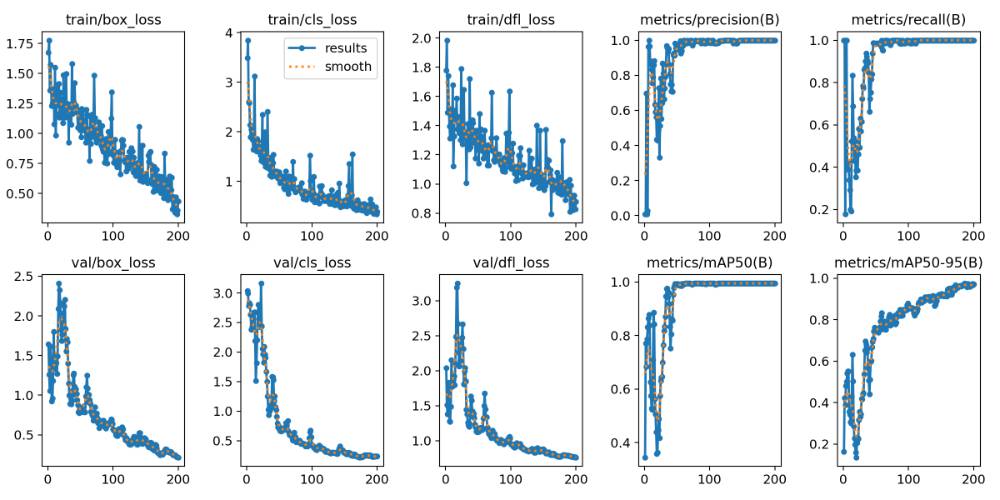 train/box_loss
train/cls_loss
train/dfl_loss
metrics/precision(B)
metrics/recall(B)
1.75
1.50
1.25
1.00
0.75
0.50
0 100 200
4
3
2
1
results
smooth
0 100 200
2.0
1.8
1.6
1.4
1.2
1.0
0.8
0 100 200
1.0
0.8
0.6
0.4
0.2
0.0
0 100 200
1.0
0.8
0.6
0.4
0.2
0 100 200
val/box_loss
val/cls_loss
val/dfl_loss
metrics/mAP50(B)
metrics/mAP50-95(B)
2.5
2.0
1.5
1.0
0.5
0 100 200
3.0
2.5
2.0
1.5
1.0
0.5
0 100 200
3.0
2.5
2.0
1.5
1.0
0 100 200
1.0
0.8
0.6
0.4
0 100 200
1.0
0.8
0.6
0.4
0.2
0 100 200